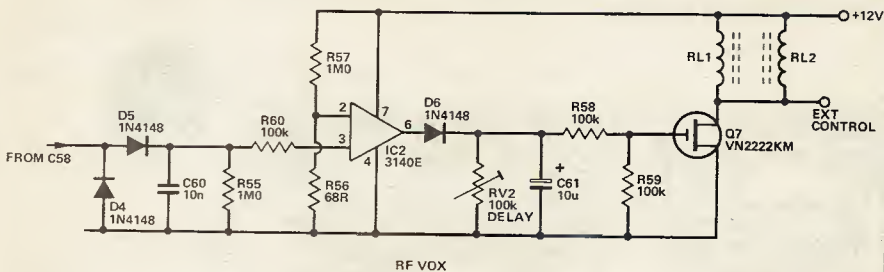 +12V
R57
1M0
RL1
RL2
D5
1N4148
R60
100k
2
7
3
6
4
IC2
3140E
D6
1N4148
R58
100k
EXT
CONTROL
Q7
VN2222KM
FROM C58
D4
1N4148
C60
10n
R55
1M0
R56
68R
RV2
100k
DELAY
+
C61
10u
R59
100k
RF VOX